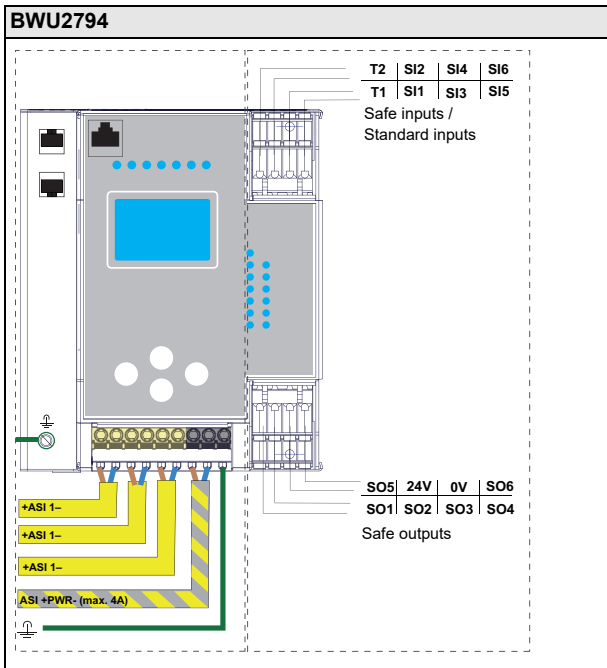 BWU2794
T2 SI2 SI4 SI6
T1 SI1 SI3 SI5
Safe inputs /
Standard inputs
+ASI 1–
+ASI 1–
+ASI 1–
ASI +PWR- (max. 4A)
SO5 24V 0V SO6
SO1 SO2 SO3 SO4
Safe outputs